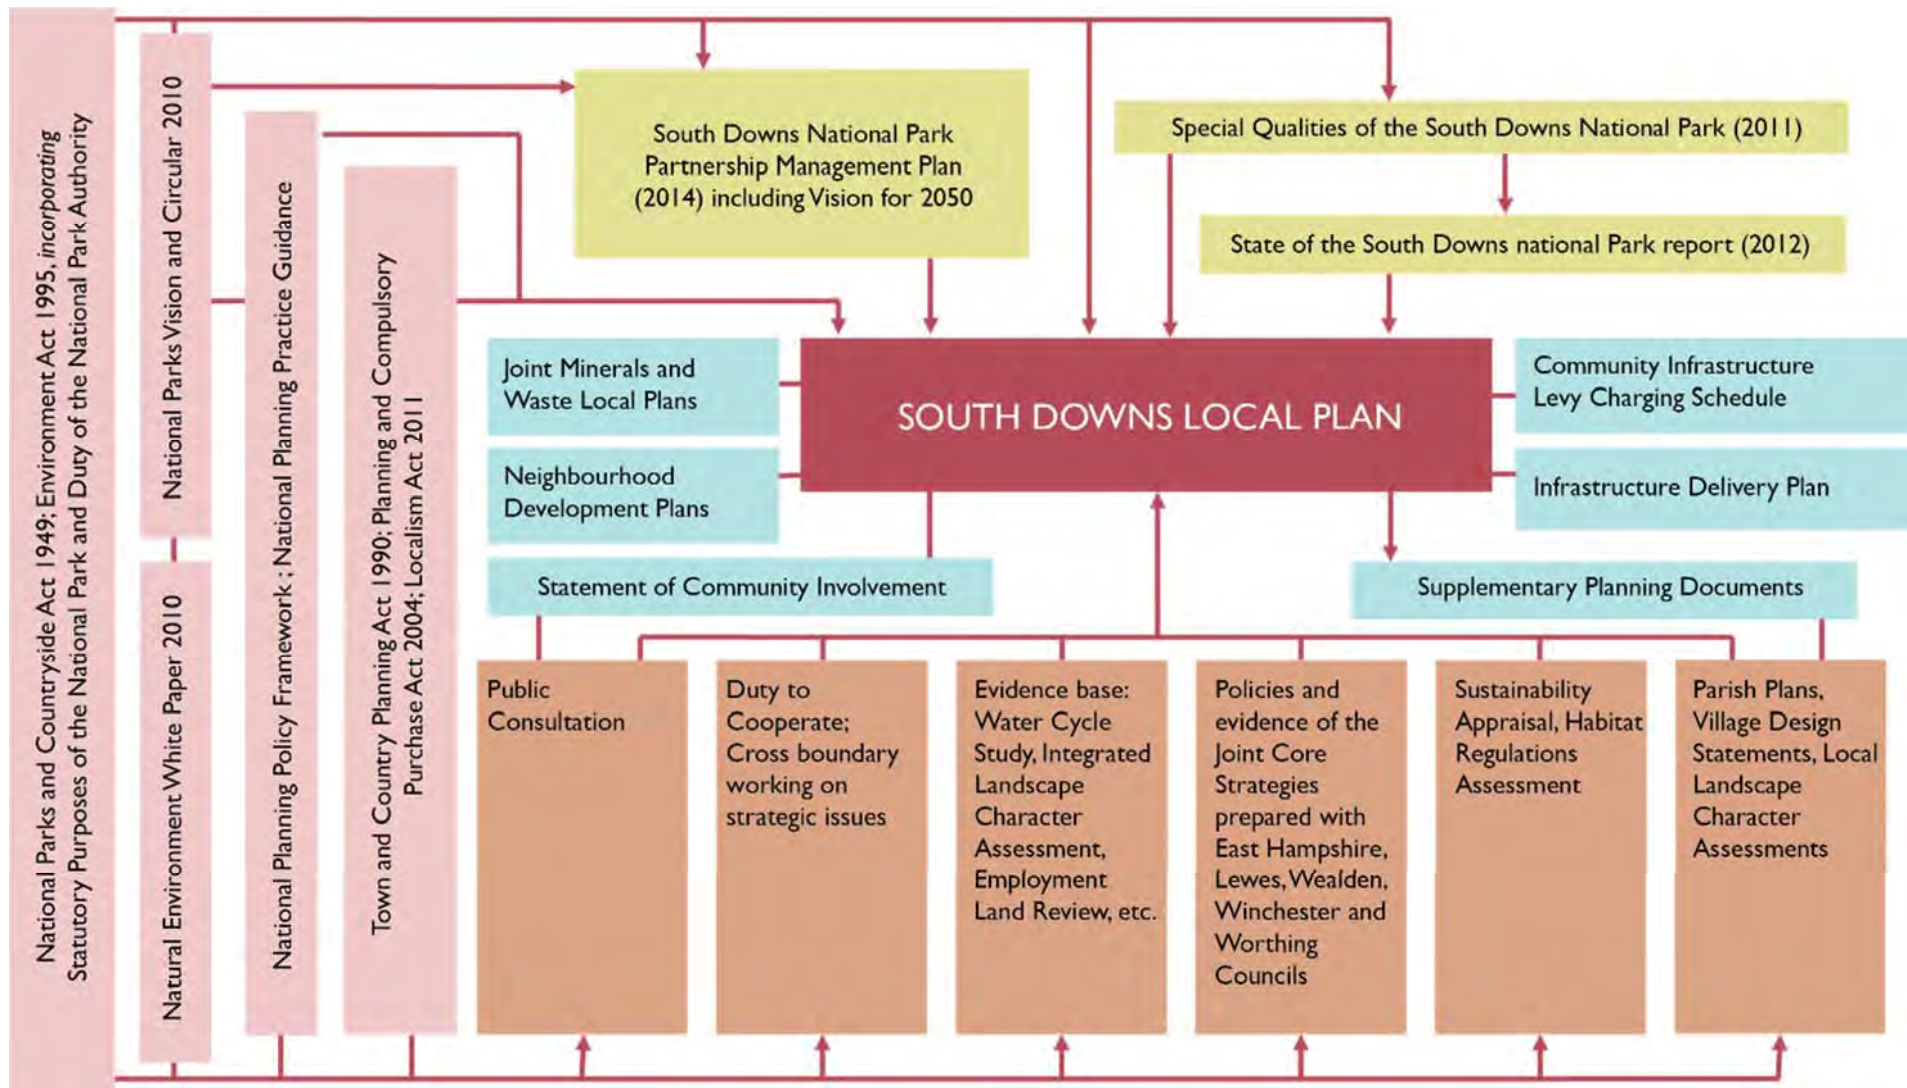 National Parks and Countryside Act 1949; Environment Act 1995, incorporating
Statutory Purposes of the National Park and Duty of the National Park Authority
National Parks Vision and Circular 2010
Natural Environment White Paper 2010
National Planning Policy Framework ; National Planning Practice Guidance
Town and Country Planning Act 1990; Planning and Compulsory
Purchase Act 2004; Localism Act 2011
South Downs National Park
Partnership Management Plan
(2014) including Vision for 2050
Special Qualities of the South Downs National Park (2011)
State of the South Downs national Park report (2012)
Joint Minerals and
Waste Local Plans
Neighbourhood
Development Plans
SOUTH DOWNS LOCAL PLAN
Community Infrastructure
Levy Charging Schedule
Infrastructure Delivery Plan
Statement of Community Involvement
Supplementary Planning Documents
Public
Consultation
Duty to
Cooperate;
Cross boundary
working on
strategic issues
Evidence base:
Water Cycle
Study, Integrated
Landscape
Character
Assessment,
Employment
Land Review, etc.
Policies and
evidence of the
Joint Core
Strategies
prepared with
East Hampshire,
Lewes, Wealden,
Winchester and
Worthing
Councils
Sustainability
Appraisal, Habitat
Regulations
Assessment
Parish Plans,
Village Design
Statements, Local
Landscape
Character
Assessments